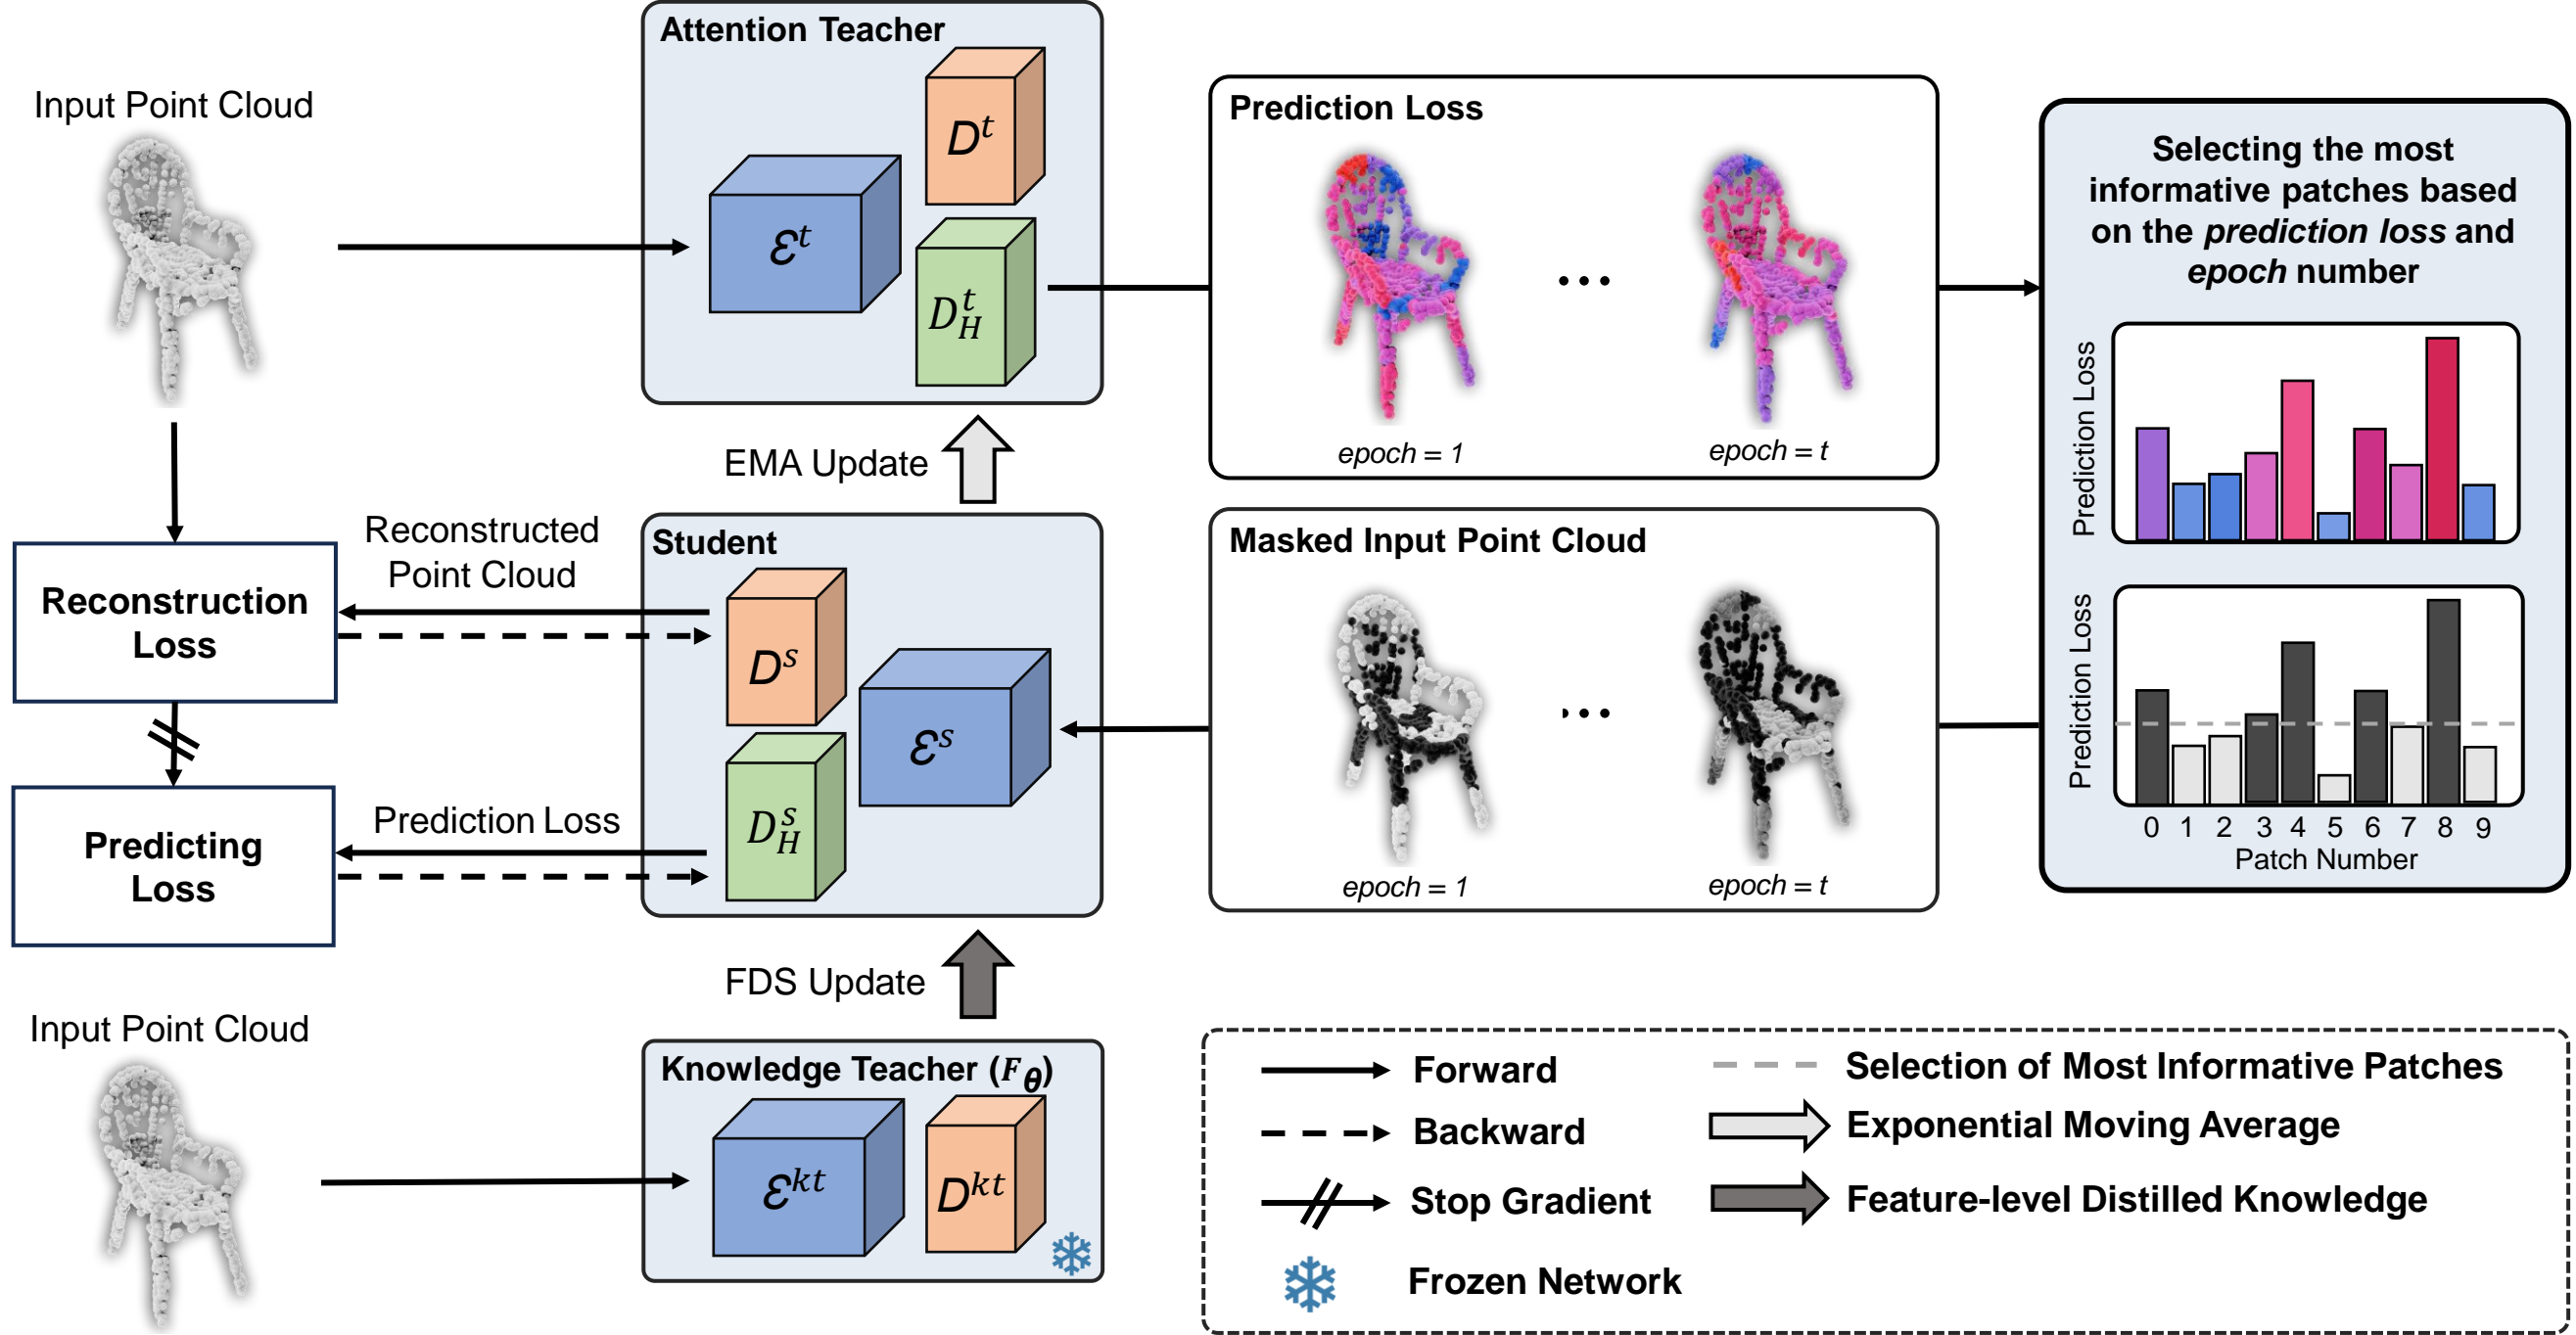 Attention Teacher
Input Point Cloud
D^t
ℰ^t
D_H^t
Prediction Loss
epoch = 1
...
epoch = t
Selecting the most
informative patches based
on the prediction loss and
epoch number
Prediction Loss
Prediction Loss
0 1 2 3 4 5 6 7 8 9
Patch Number
EMA Update
Reconstructed
Point Cloud
Student
D^s
ℰ^s
D_H^s
Masked Input Point Cloud
epoch = 1
...
epoch = t
Reconstruction
Loss
Prediction Loss
Predicting
Loss
FDS Update
Input Point Cloud
Knowledge Teacher (F_θ)
ℰ^kt
D^kt
Forward
Backward
Stop Gradient
Frozen Network
Selection of Most Informative Patches
Exponential Moving Average
Feature-level Distilled Knowledge